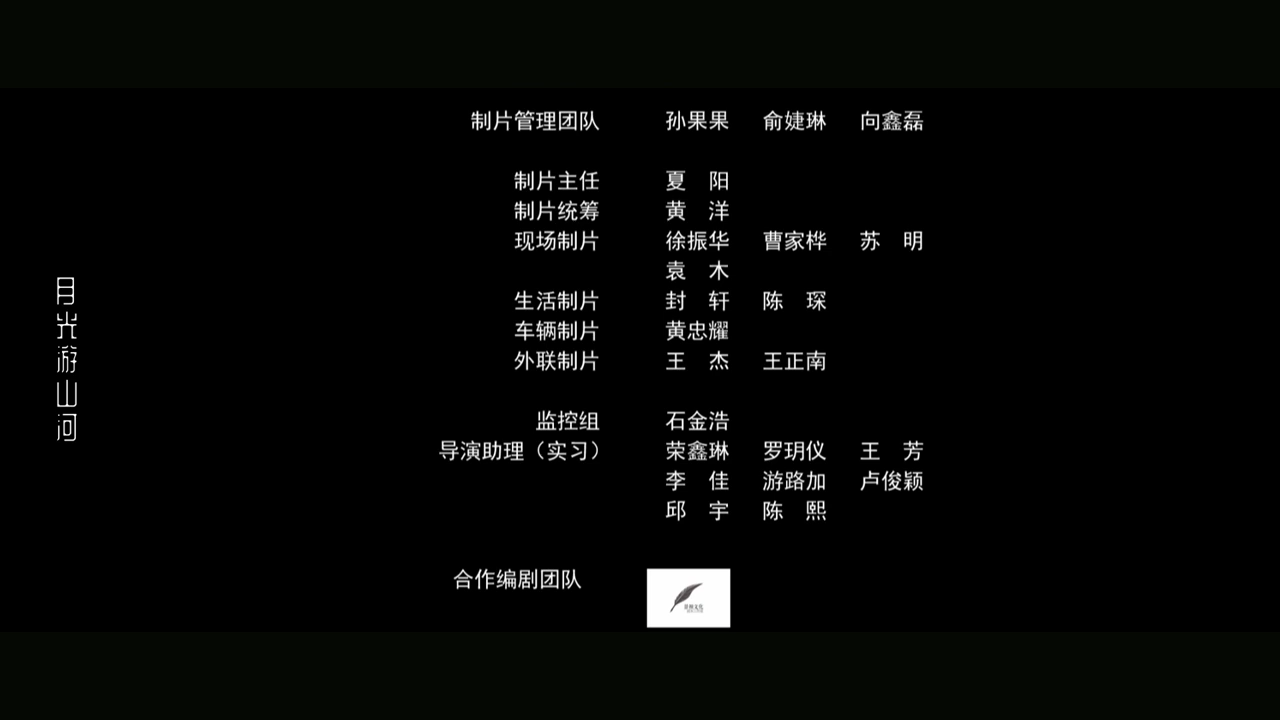 月光游山河
制片管理团队 孙果果 俞婕琳 向鑫磊
制片主任 夏 阳
制片统筹 黄 洋
现场制片 徐振华 曹家桦 苏 明
袁 木
生活制片 封 轩 陈 琛
车辆制片 黄忠耀
外联制片 王 杰 王正南
监控组 石金浩
导演助理（实习） 荣鑫琳 罗玥仪 王 芳
李 佳 游路加 卢俊颖
邱 宇 陈 熙
合作编剧团队